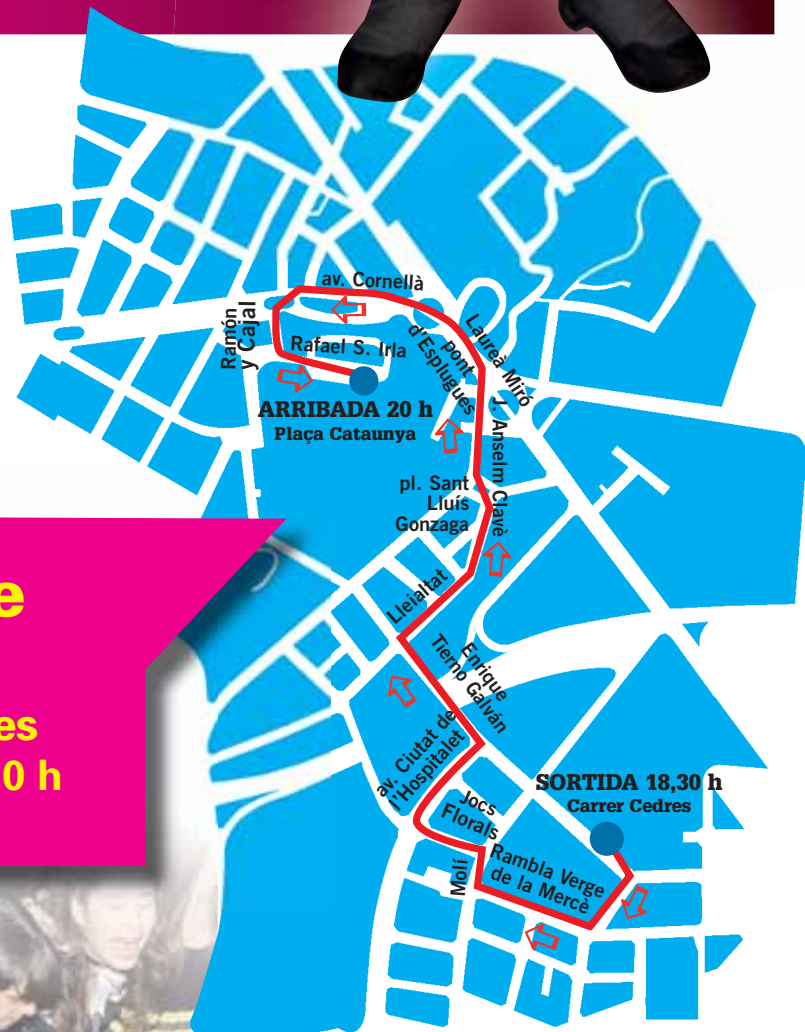 av. Cornellà
Ramón
y Cajal
Rafael S. Irla
pont
d'Esplugues
Laureà Miró
ARRIBADA 20 h
Plaça Cataunya
J. Anselm Clavè
pl. Sant
Lluís
Gonzaga
Lleialtat
Enrique
Tierno Galván
av. Ciutat de
l'Hospitalet
SORTIDA 18,30 h
Carrer Cedres
Jocs
Florals
Molí
Rambla Verge
de la Mercè
e
es
0 h